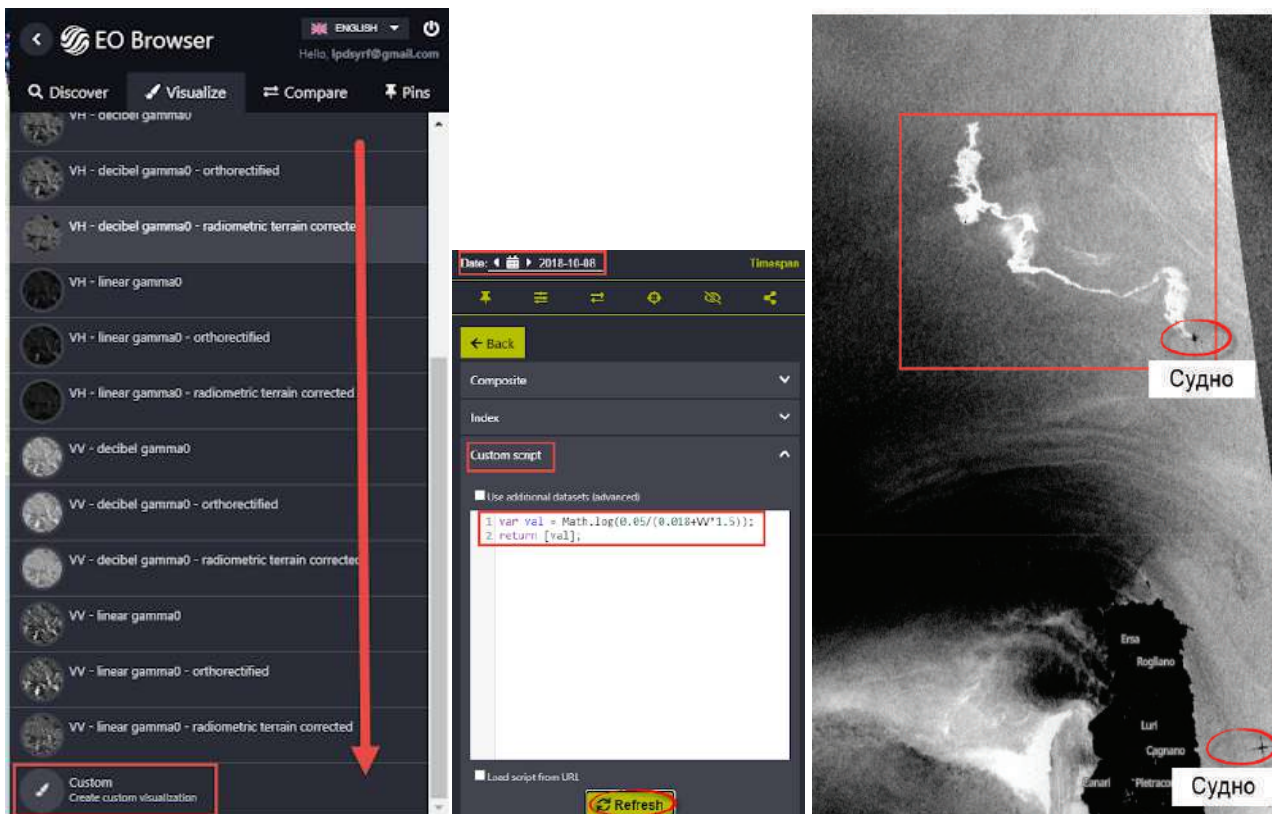 EO Browser
ENGLISH
Hello, lpdsyrf@gmail.com
Discover
Visualize
Compare
Pins
VH - decibel gamma0
VH - decibel gamma0 - orthorectified
VH - decibel gamma0 - radiometric terrain correcte
VH - linear gamma0
VH - linear gamma0 - orthorectified
VH - linear gamma0 - radiometric terrain corrected
VV - decibel gamma0
VV - decibel gamma0 - orthorectified
VV - decibel gamma0 - radiometric terrain corrected
VV - linear gamma0
VV - linear gamma0 - orthorectified
VV - linear gamma0 - radiometric terrain corrected
Custom
Create custom visualization
Date: 2018-10-08
Timespan
Back
Composite
Index
Custom script
Use additional datasets (advanced)
1 var val = Math.log(0.05/(0.018+VV*1.5));
2 return [val];
Load script from URL
Refresh
Судно
Ersa
Rogliano
Luri
Cagnano
Pietraco
Судно